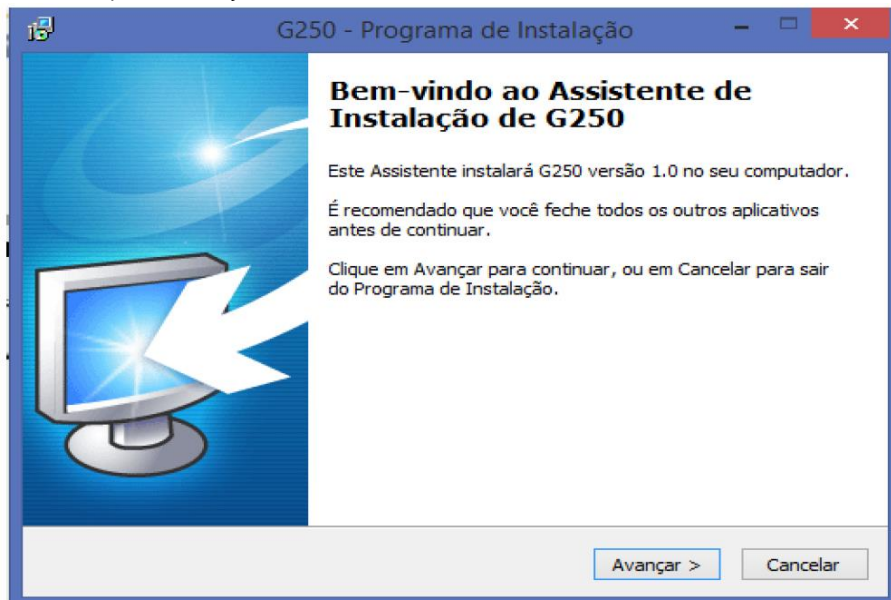 G250 - Programa de Instalação
Bem-vindo ao Assistente de
Instalação de G250
Este Assistente instalará G250 versão 1.0 no seu computador.
É recomendado que você feche todos os outros aplicativos
antes de continuar.
Clique em Avançar para continuar, ou em Cancelar para sair
do Programa de Instalação.
Avançar >
Cancelar